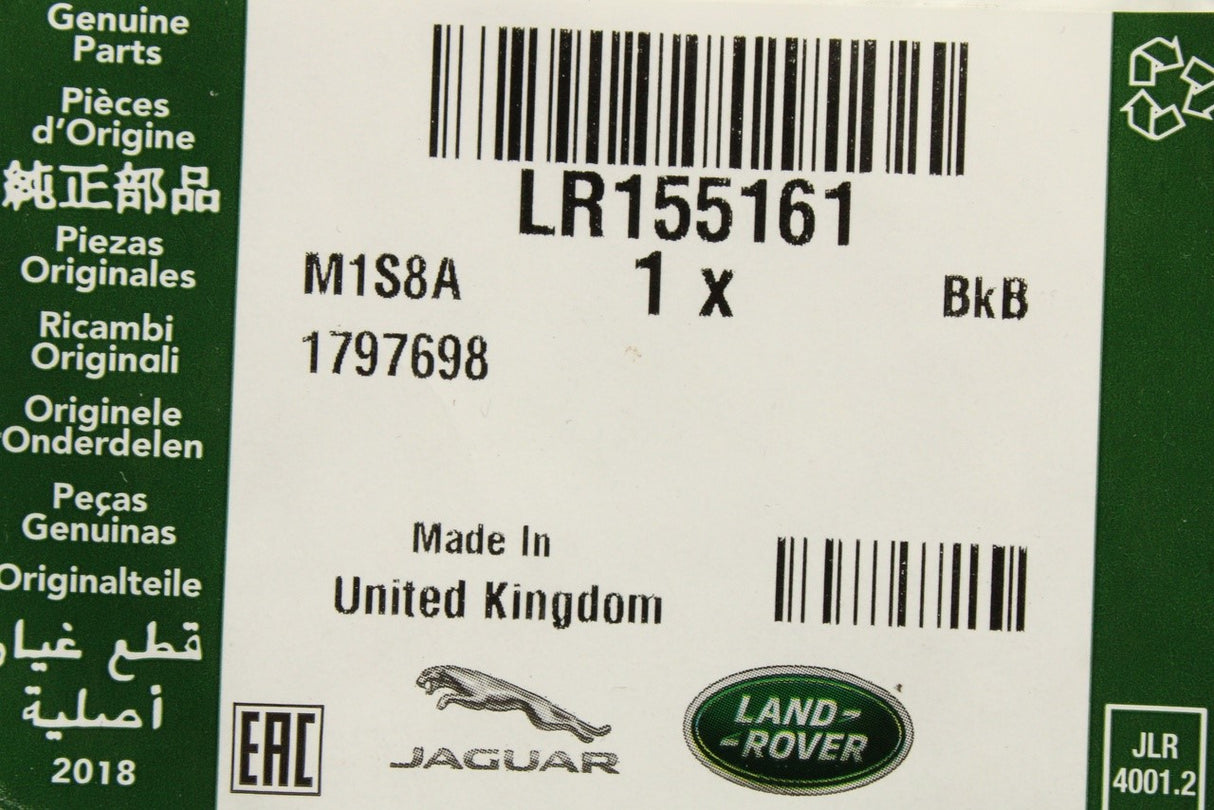 Genuine
Parts
Pièces
d'Origine
純正部品
Piezas
Originales
Ricambi
Originali
Originele
Onderdelen
Peças
Genuinas
Originalteile
قطع غيار
أصلية
2018
LR155161
M1S8A
1 x
BkB
1797698
Made In
United Kingdom
EAC
JAGUAR
LAND-
-ROVER
JLR
4001.2